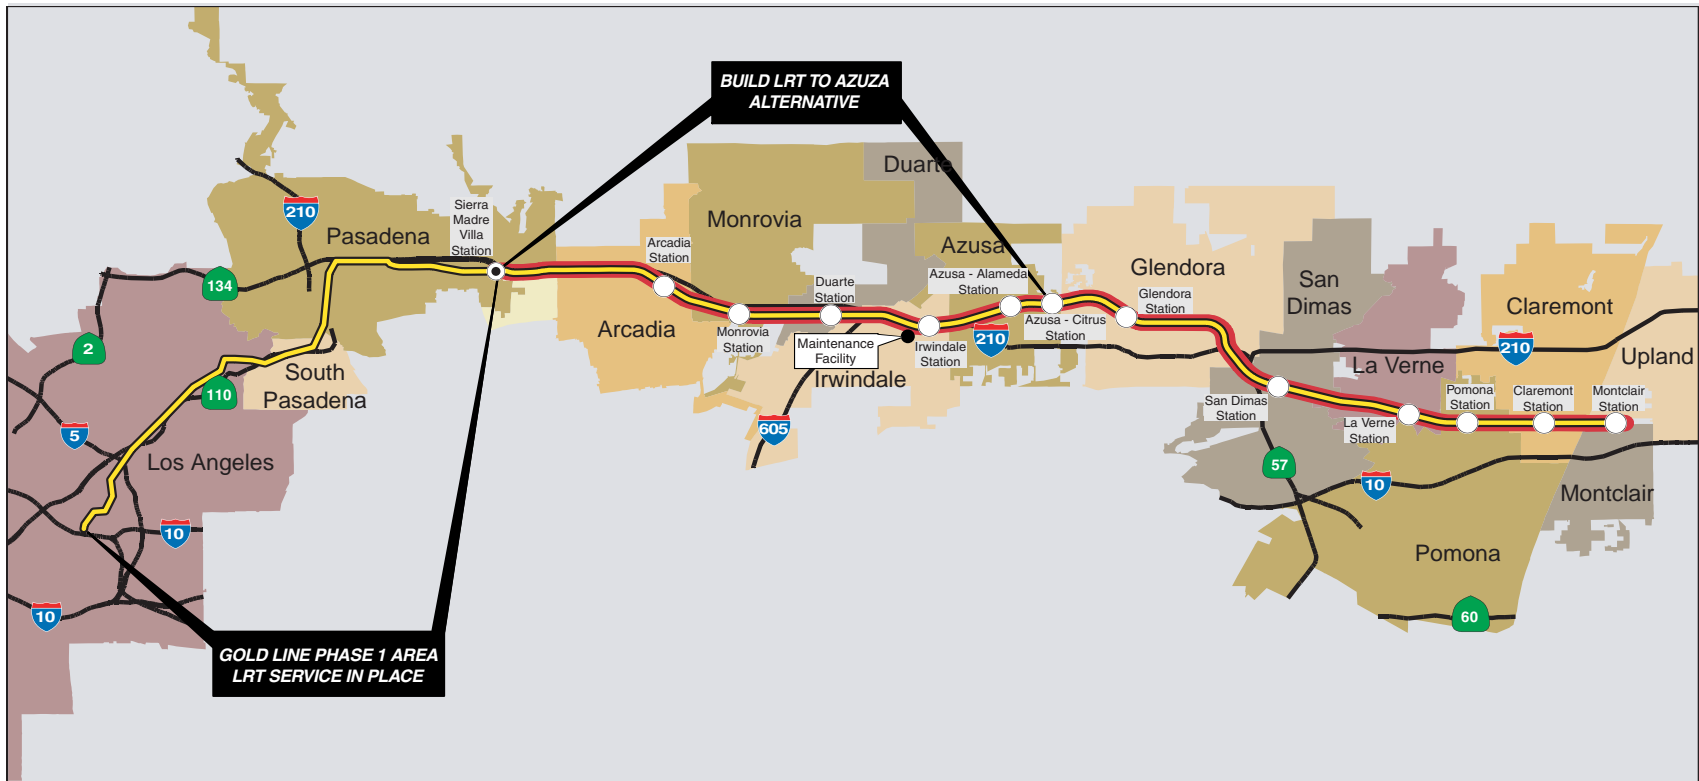 BUILD LRT TO AZUZA
ALTERNATIVE
Duarte
210
Sierra
Madre
Villa
Station
Pasadena
Monrovia
Arcadia
Station
Azusa
Azusa - Alameda
Station
Glendora
San
Dimas
Claremont
134
Duarte
Station
Glendora
Station
Arcadia
Monrovia
Station
Azusa - Citrus
Station
Maintenance
Facility
Irwindale
Station
210
2
210
Upland
La Verne
Irwindale
South
Pasadena
110
San Dimas
Station
Pomona
Station
Claremont
Station
Montclair
Station
La Verne
Station
5
605
Los Angeles
57
10
Montclair
10
Pomona
10
60
GOLD LINE PHASE 1 AREA
LRT SERVICE IN PLACE